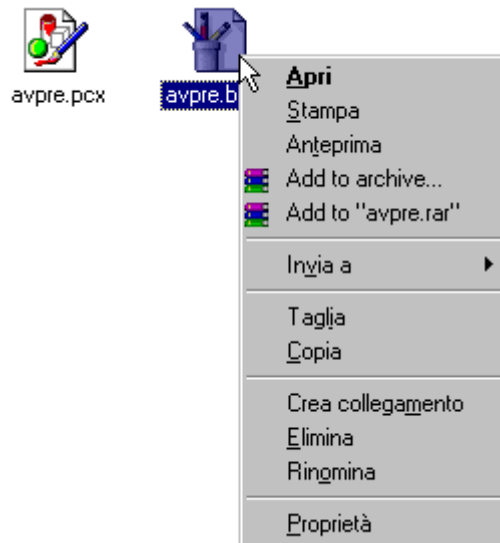 avpre.pcx
avpre.b
Apri
Stampa
Anteprima
Add to archive...
Add to "avpre.rar"
Invia a
Taglia
Copia
Crea collegamento
Elimina
Rinomina
Proprietà